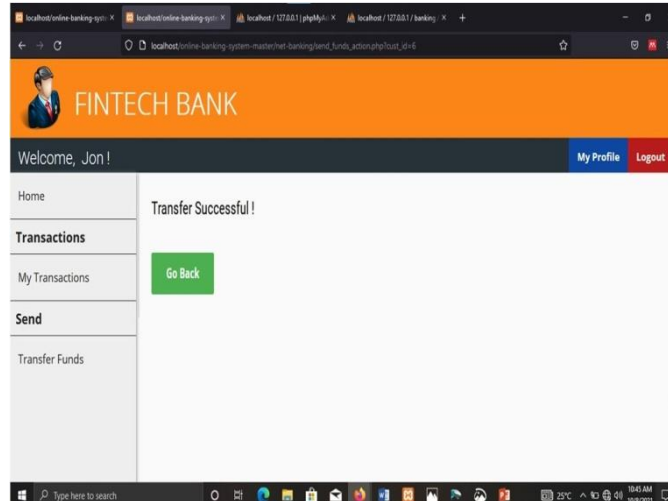 localhost/online-banking-syste
localhost/online-banking-syste
localhost / 127.0.0.1 | phpMyA
localhost / 127.0.0.1 / banking
localhost/online-banking-system-master/net-banking/send_funds_action.php?cust_id=6
FINTECH BANK
Welcome, Jon !
My Profile
Logout
Home
Transfer Successful !
Transactions
My Transactions
Go Back
Send
Transfer Funds
Type here to search
25°C
10:45 AM